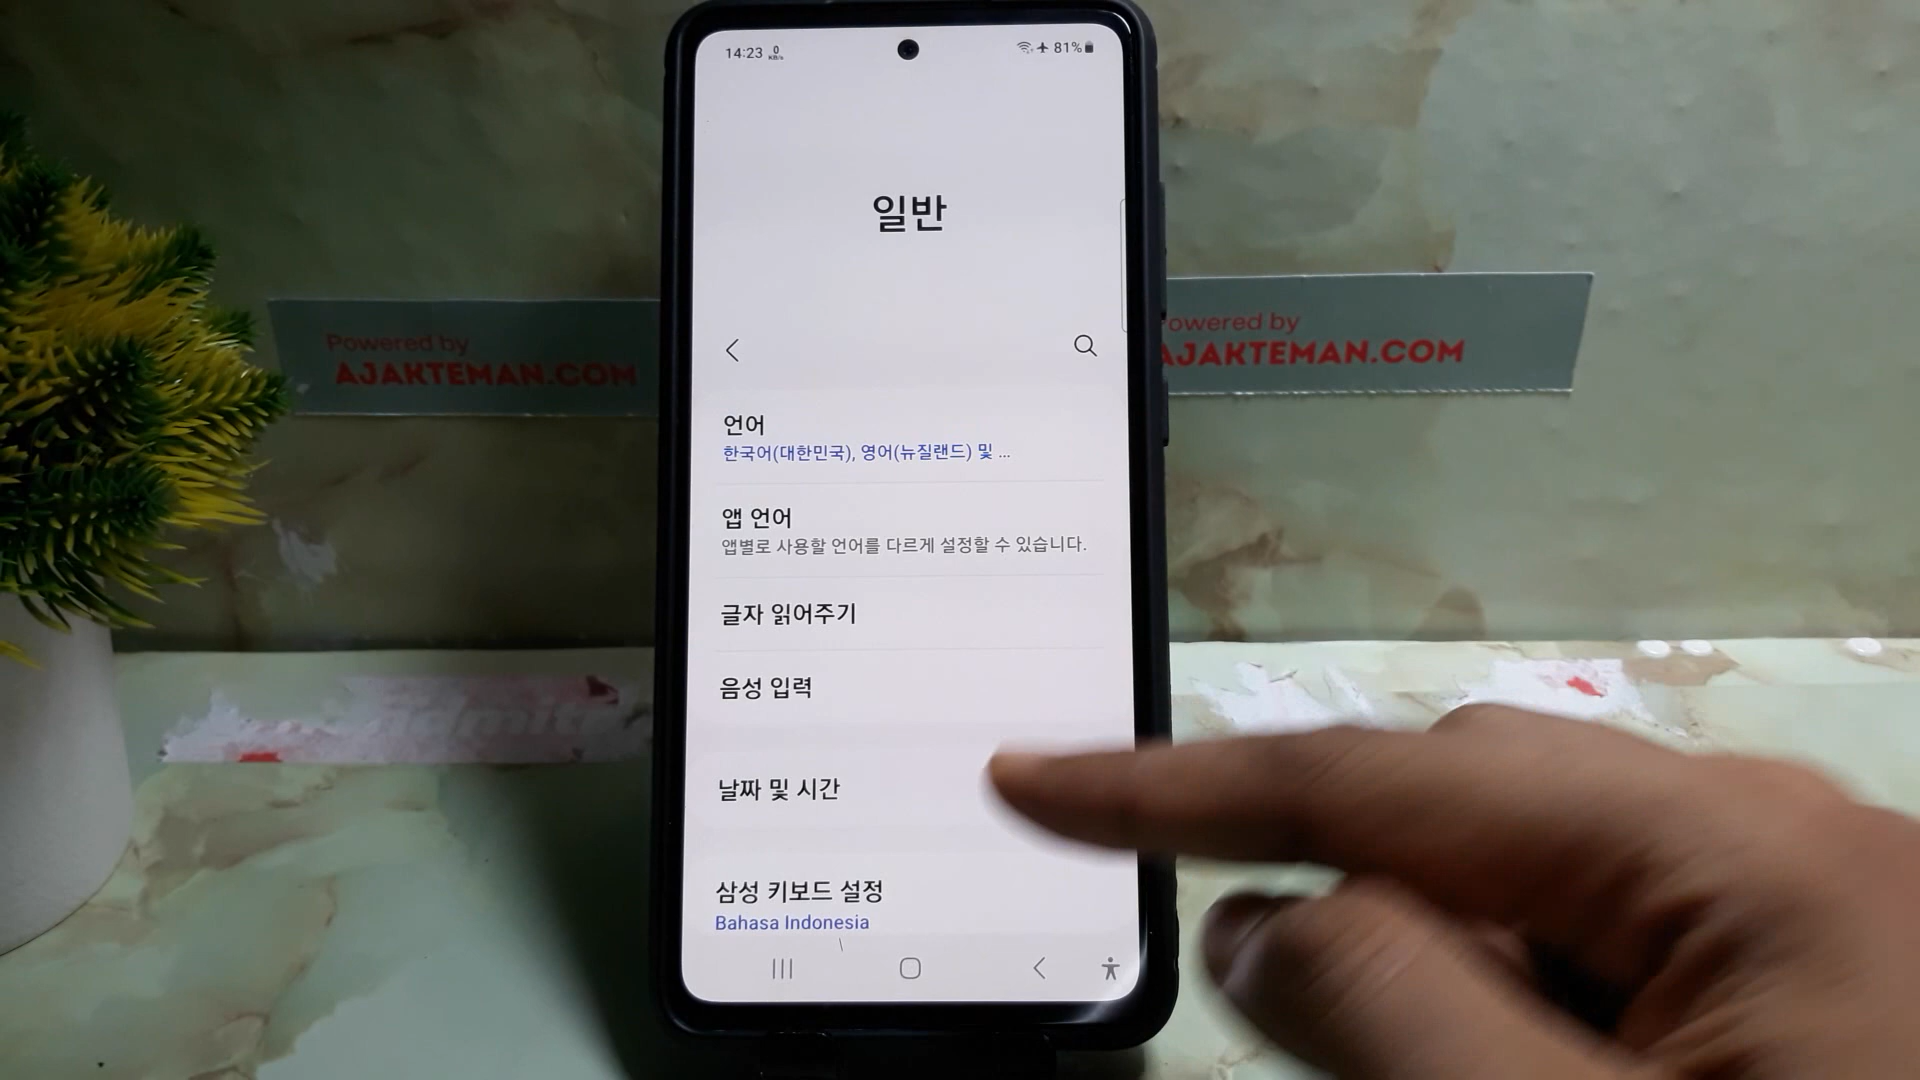 14:23 0 KB/s 81%
일반
Powered by
AJAKTEMAN.COM
owered by
AJAKTEMAN.COM
언어
한국어(대한민국), 영어(뉴질랜드) 및 ...
앱 언어
앱별로 사용할 언어를 다르게 설정할 수 있습니다.
글자 읽어주기
음성 입력
날짜 및 시간
삼성 키보드 설정
Bahasa Indonesia